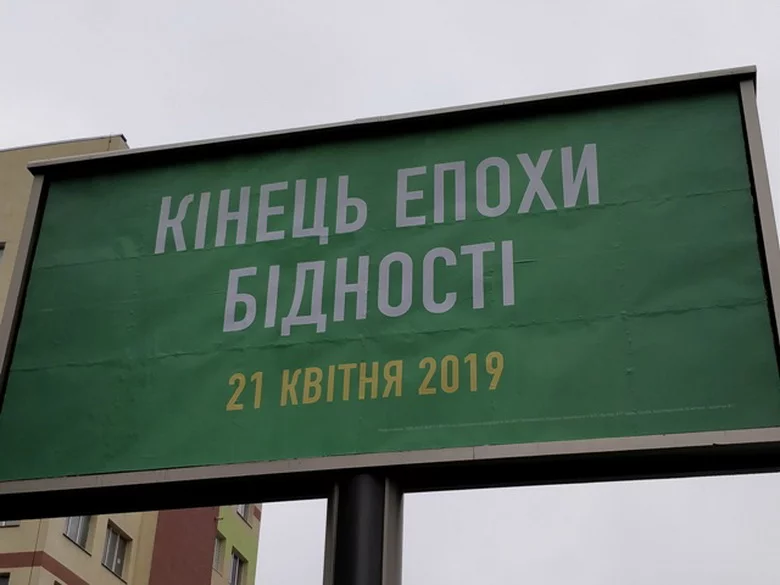 КІНЕЦЬ ЕПОХИ
БІДНОСТІ
21 КВІТНЯ 2019